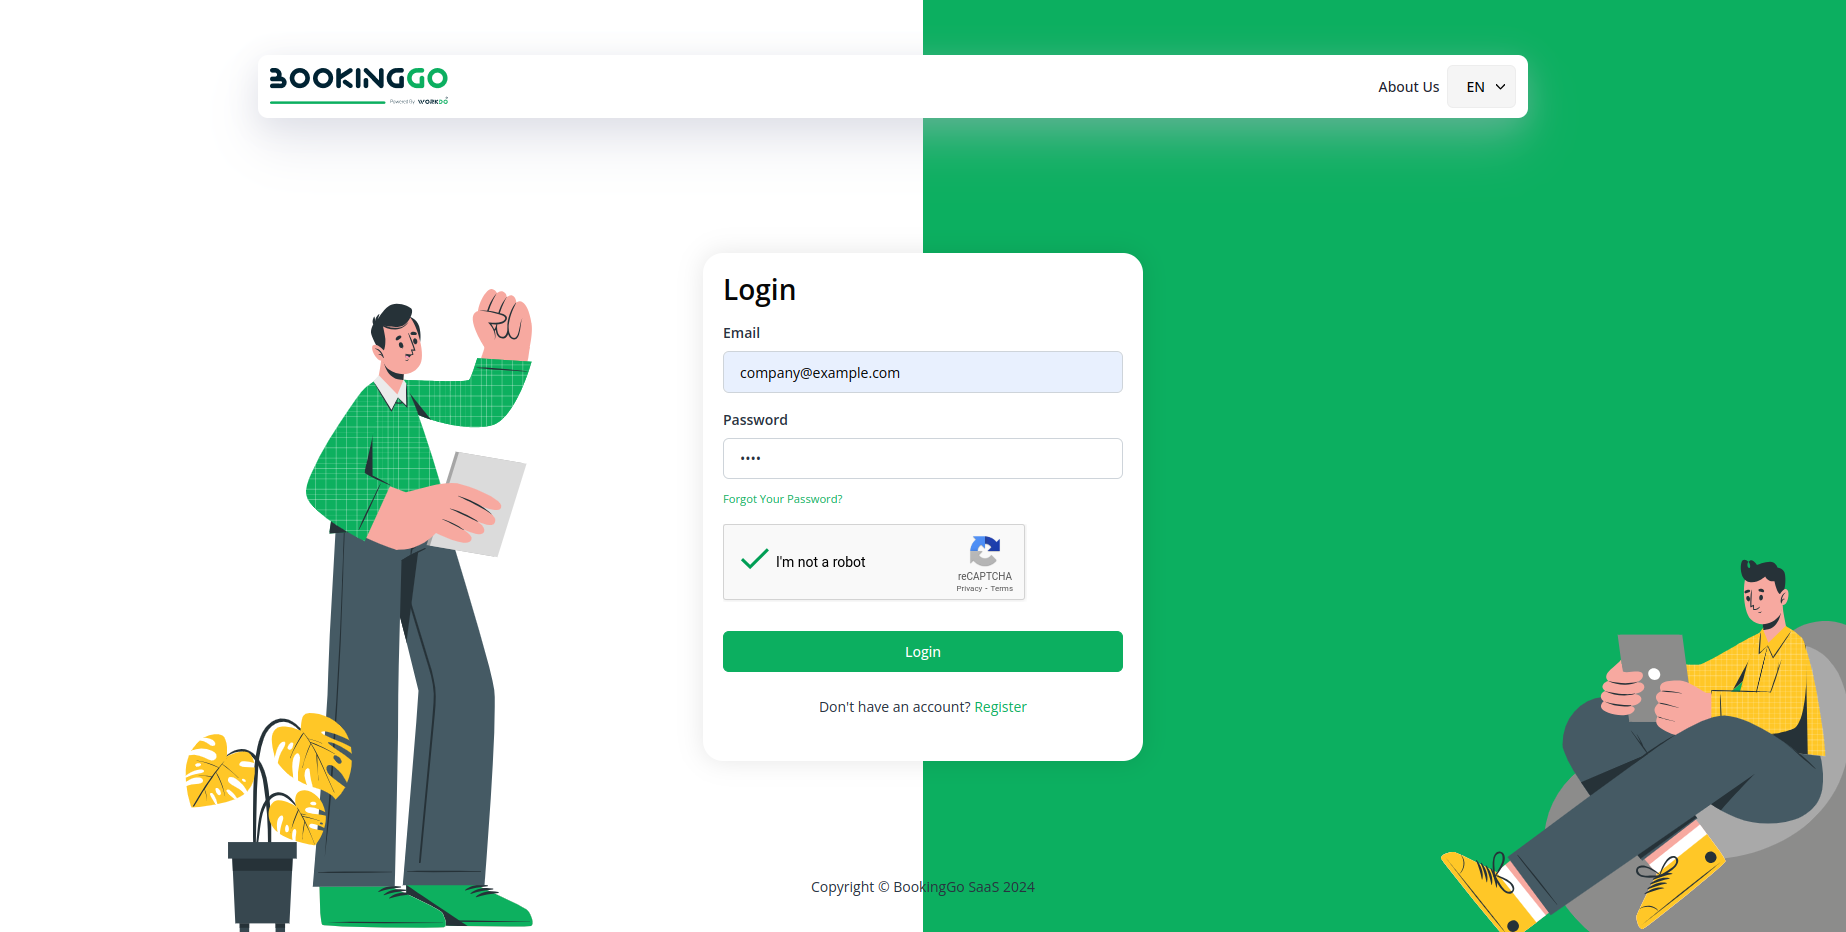 BOOKINGGO
Powered By WORKDO
About Us
EN
Login
Email
company@example.com
Password
••••
Forgot Your Password?
I'm not a robot
reCAPTCHA
Privacy - Terms
Login
Don't have an account? Register
Copyright © BookingGo SaaS 2024